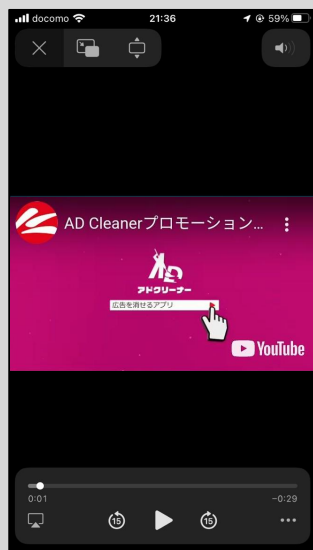 docomo
21:36
59%
AD Cleanerプロモーション...
AD
アドクリーナー
広告を消せるアプリ
YouTube
0:01
-0:29
15
15